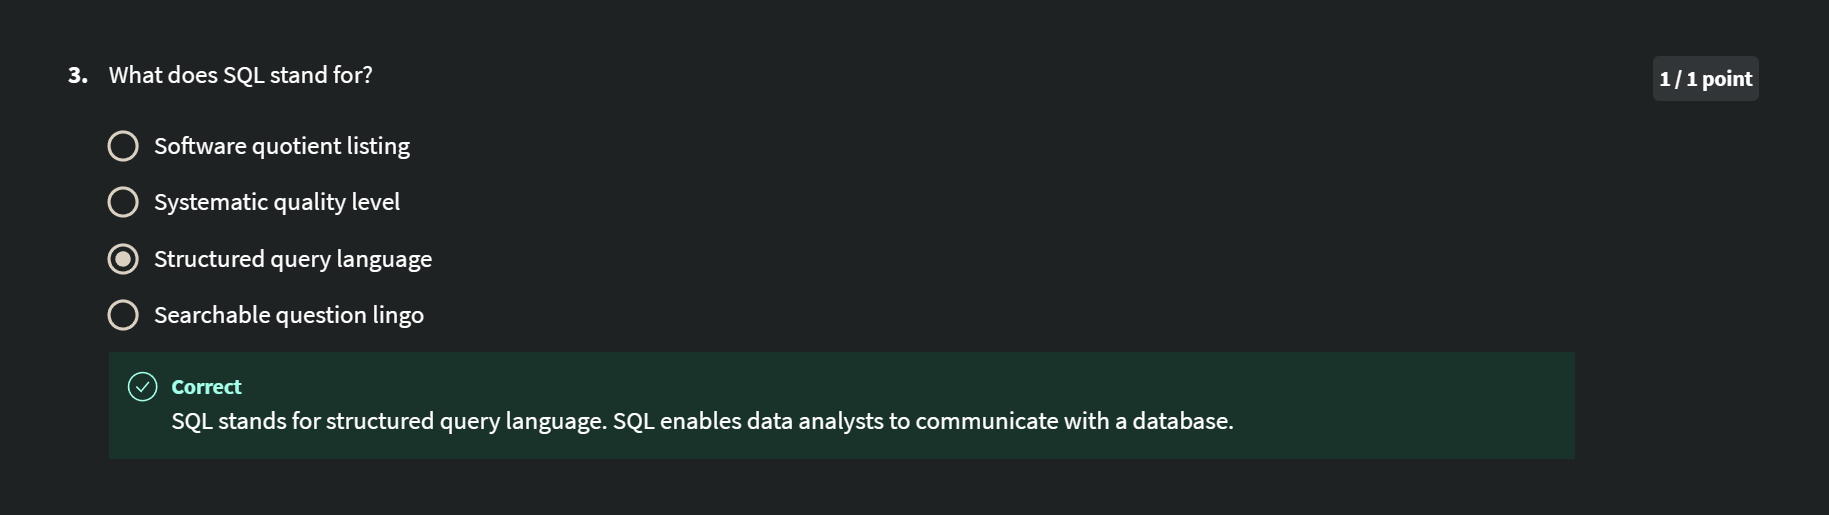 3. What does SQL stand for?
1 / 1 point
Software quotient listing
Systematic quality level
Structured query language
Searchable question lingo
Correct
SQL stands for structured query language. SQL enables data analysts to communicate with a database.